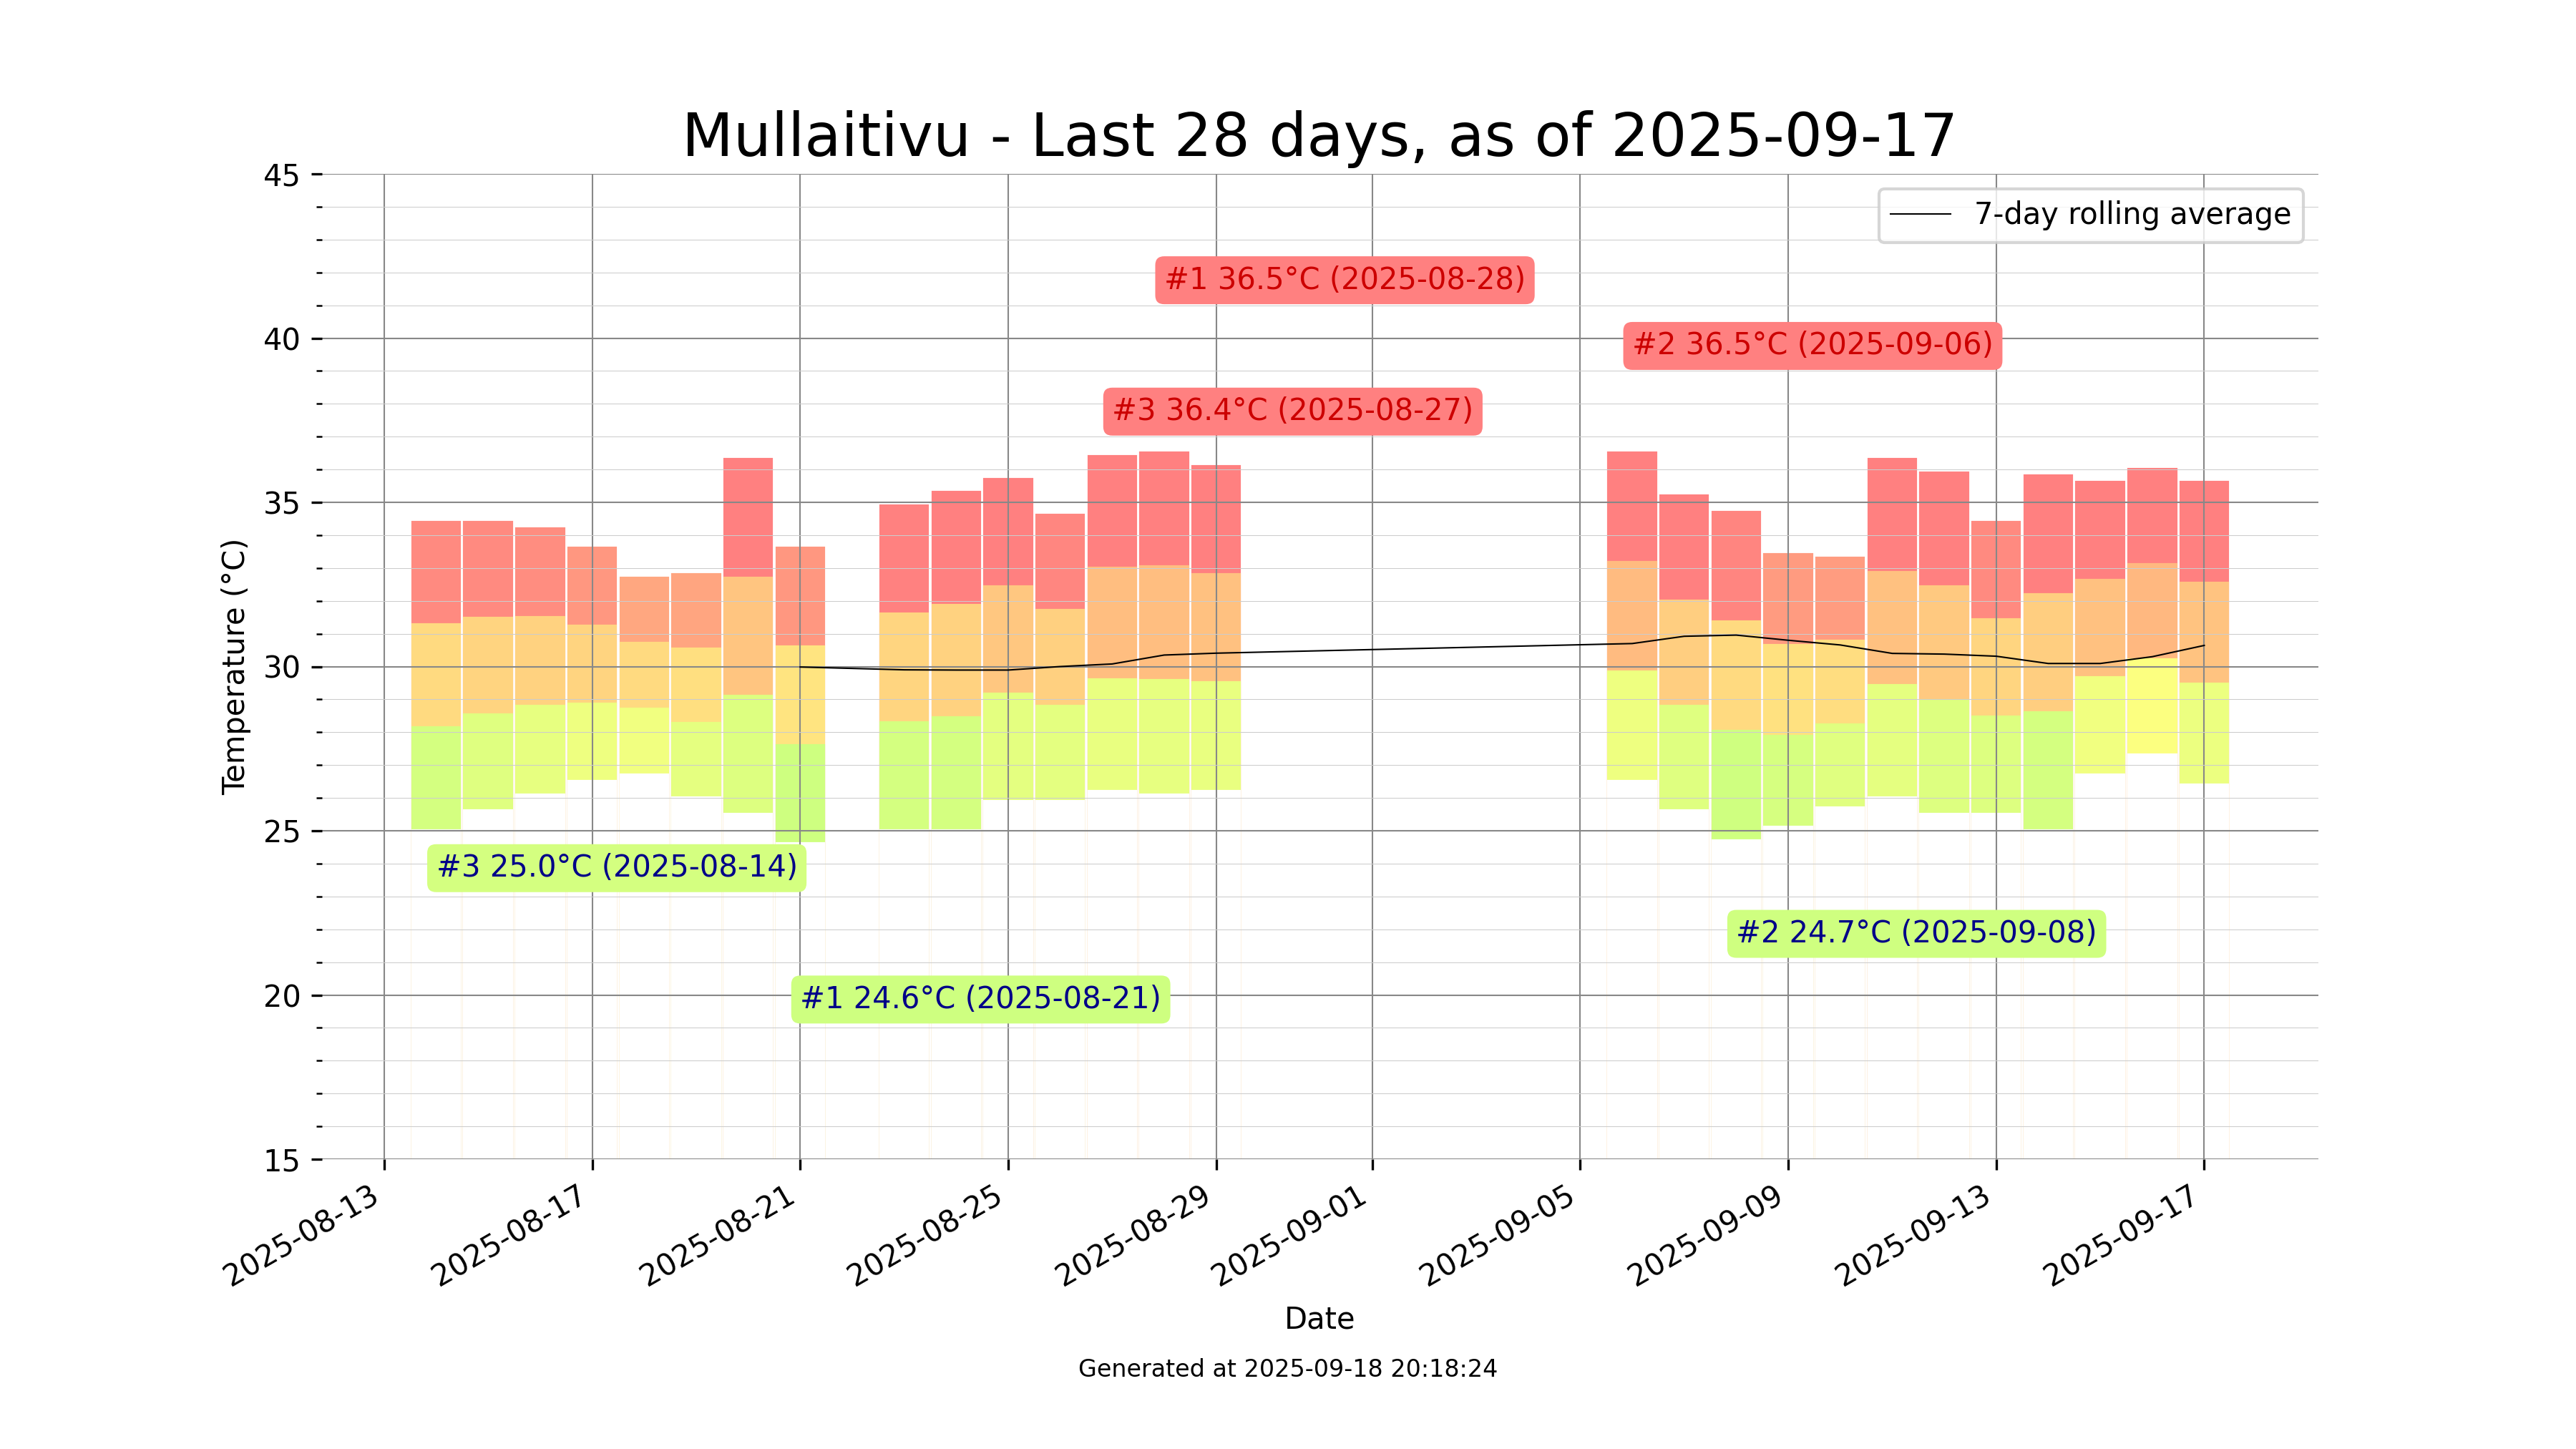 Mullaitivu - Last 28 days, as of 2025-09-17
45
40
35
30
25
20
15
Temperature (°C)
7-day rolling average
#1 36.5°C (2025-08-28)
#2 36.5°C (2025-09-06)
#3 36.4°C (2025-08-27)
#3 25.0°C (2025-08-14)
#2 24.7°C (2025-09-08)
#1 24.6°C (2025-08-21)
2025-08-13
2025-08-17
2025-08-21
2025-08-25
2025-08-29
2025-09-01
2025-09-05
2025-09-09
2025-09-13
2025-09-17
Date
Generated at 2025-09-18 20:18:24